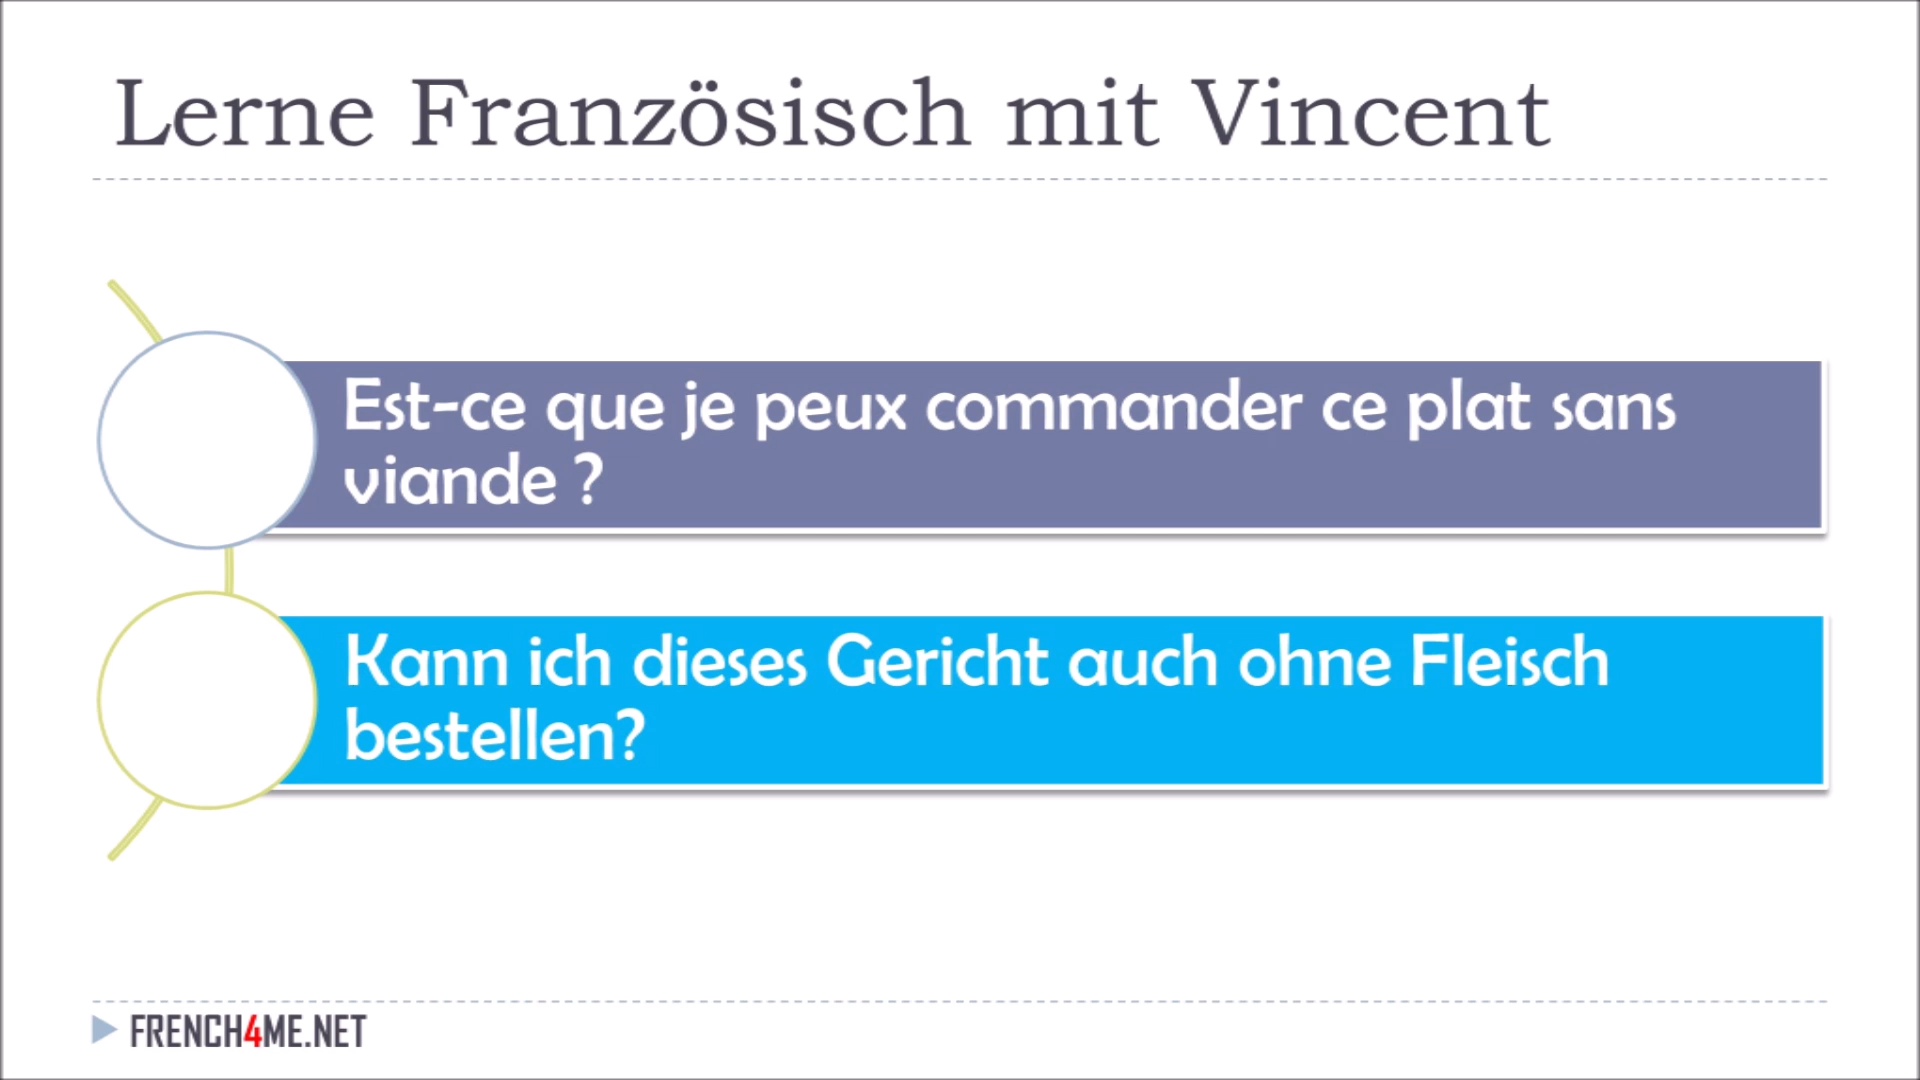 Lerne Französisch mit Vincent
Est-ce que je peux commander ce plat sans
viande ?
Kann ich dieses Gericht auch ohne Fleisch
bestellen?
FRENCH4ME.NET